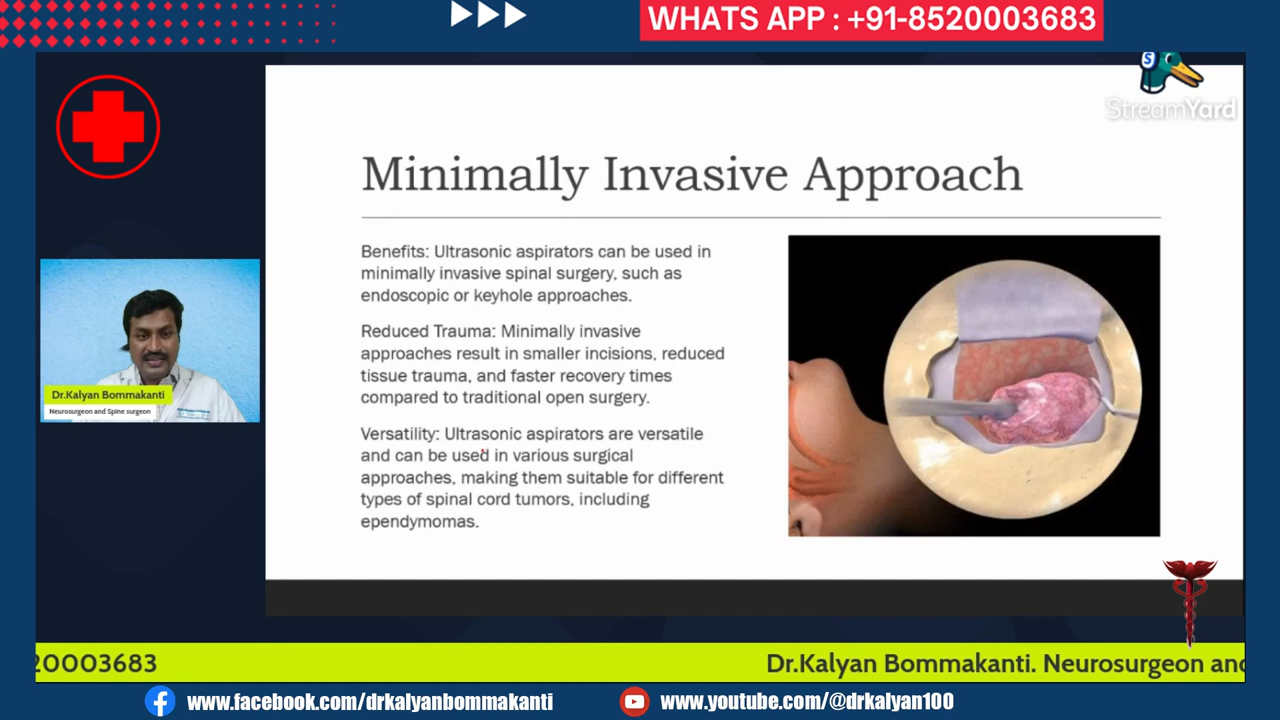 WHATS APP : +91-8520003683
S
StreamYard
Minimally Invasive Approach
Benefits: Ultrasonic aspirators can be used in
minimally invasive spinal surgery, such as
endoscopic or keyhole approaches.
Reduced Trauma: Minimally invasive
approaches result in smaller incisions, reduced
tissue trauma, and faster recovery times
compared to traditional open surgery.
Versatility: Ultrasonic aspirators are versatile
and can be used in various surgical
approaches, making them suitable for different
types of spinal cord tumors, including
ependymomas.
Dr.Kalyan Bommakanti
Neurosurgeon and Spine surgeon
20003683
Dr.Kalyan Bommakanti. Neurosurgeon and
www.facebook.com/drkalyanbommakanti
www.youtube.com/@drkalyan100